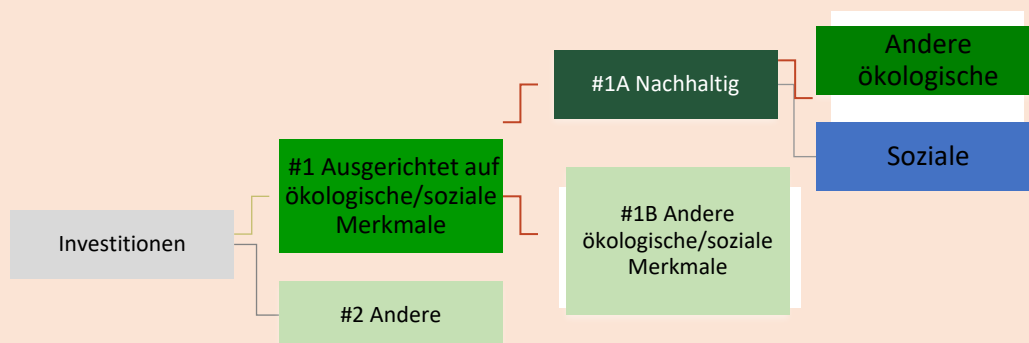 Investitionen
#1 Ausgerichtet auf
ökologische/soziale
Merkmale
#2 Andere
#1A Nachhaltig
#1B Andere
ökologische/soziale
Merkmale
Andere
ökologische
Soziale